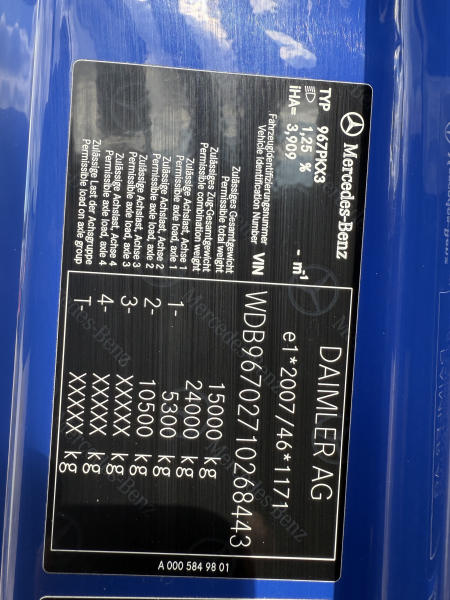 Mercedes-Benz
TYP 967PKX3
1,25 %
iHA= 3,909 - m⁻¹
Fahrzeugidentifizierungsnummer
Vehicle Identification Number VIN
DAIMLER AG
e1*2007/46*1171
WDB9670271O268443
Zulässiges Gesamtgewicht
Permissible total weight 15000 kg
Zulässiges Zug-Gesamtgewicht
Permissible combination weight 24000 kg
Zulässige Achslast, Achse 1
Permissible axle load, axle 1 1- 5300 kg
Zulässige Achslast, Achse 2
Permissible axle load, axle 2 2- 10500 kg
Zulässige Achslast, Achse 3
Permissible axle load, axle 3 3- XXXXX kg
Zulässige Achslast, Achse 4
Permissible axle load, axle 4 4- XXXXX kg
Zulässige Last der Achsgruppe
Permissible load on axle group T XXXXX kg
A 000 584 98 01